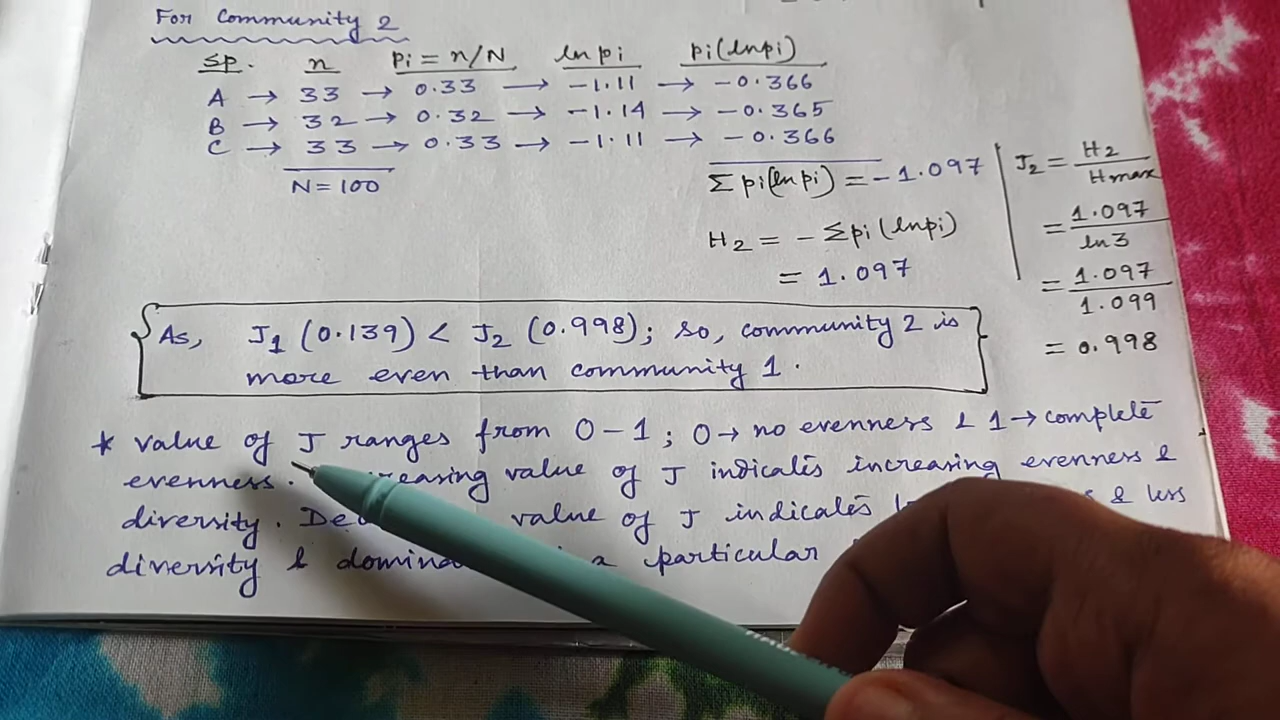 For Community 2
sp. n pi = n/N ln pi pi(ln pi)
A → 33 → 0.33 → -1.11 → -0.366
B → 32 → 0.32 → -1.14 → -0.365
C → 33 → 0.33 → -1.11 → -0.366
N = 100
Σ pi(ln pi) = -1.097
H2 = - Σ pi (ln pi)
= 1.097
J2 = H2 / Hmax
= 1.097 / ln 3
= 1.097 / 1.099
= 0.998
As, J1 (0.139) < J2 (0.998); so, community 2 is
more even than community 1.
* value of J ranges from 0-1; 0 → no evenness & 1 → complete
evenness. value of J indicates increasing evenness &
diversity. value of J indicates & less
diversity & a particular